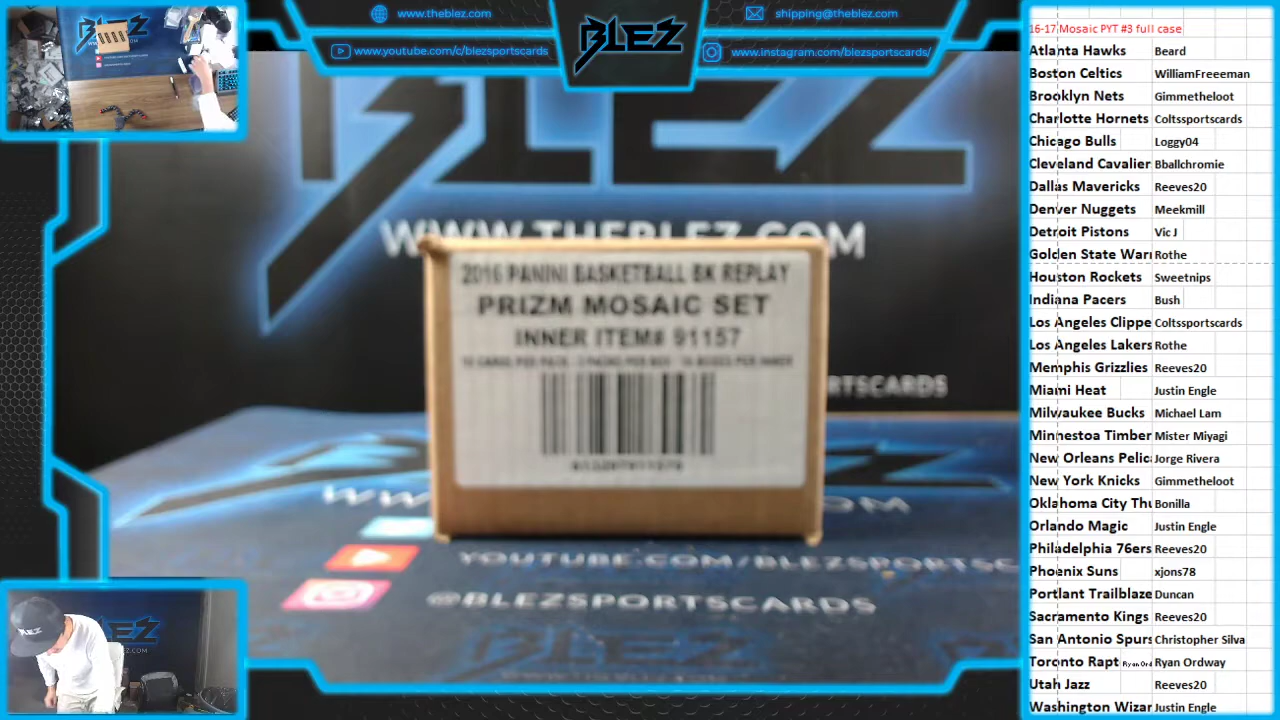 www.theblez.com
www.youtube.com/c/blezsportscards
BLEZ
shipping@theblez.com
www.instagram.com/blezsportscards/
BLEZ
WWW.THEBLEZ.COM
2016 PANINI BASKETBALL BK REPLAY
PRIZM MOSAIC SET
INNER ITEM# 91157
RTSCARDS
YOUTUBE.COM/BLEZSPORTSC
@BLEZSPORTSCARDS
BLEZ
16-17 Mosaic PYT #3 full case
Atlanta Hawks Beard
Boston Celtics WilliamFreeeman
Brooklyn Nets Gimmetheloot
Charlotte Hornets Coltssportscards
Chicago Bulls Loggy04
Cleveland Cavalier Bballchromie
Dallas Mavericks Reeves20
Denver Nuggets Meekmill
Detroit Pistons Vic J
Golden State Warr Rothe
Houston Rockets Sweetnips
Indiana Pacers Bush
Los Angeles Clippe Coltssportscards
Los Angeles Lakers Rothe
Memphis Grizzlies Reeves20
Miami Heat Justin Engle
Milwaukee Bucks Michael Lam
Minnestoa Timber Mister Miyagi
New Orleans Pelic Jorge Rivera
New York Knicks Gimmetheloot
Oklahoma City Thu Bonilla
Orlando Magic Justin Engle
Philadelphia 76ers Reeves20
Phoenix Suns xjons78
Portlant Trailblaze Duncan
Sacramento Kings Reeves20
San Antonio Spurs Christopher Silva
Toronto Rapt Ryan Ord Ryan Ordway
Utah Jazz Reeves20
Washington Wizar Justin Engle